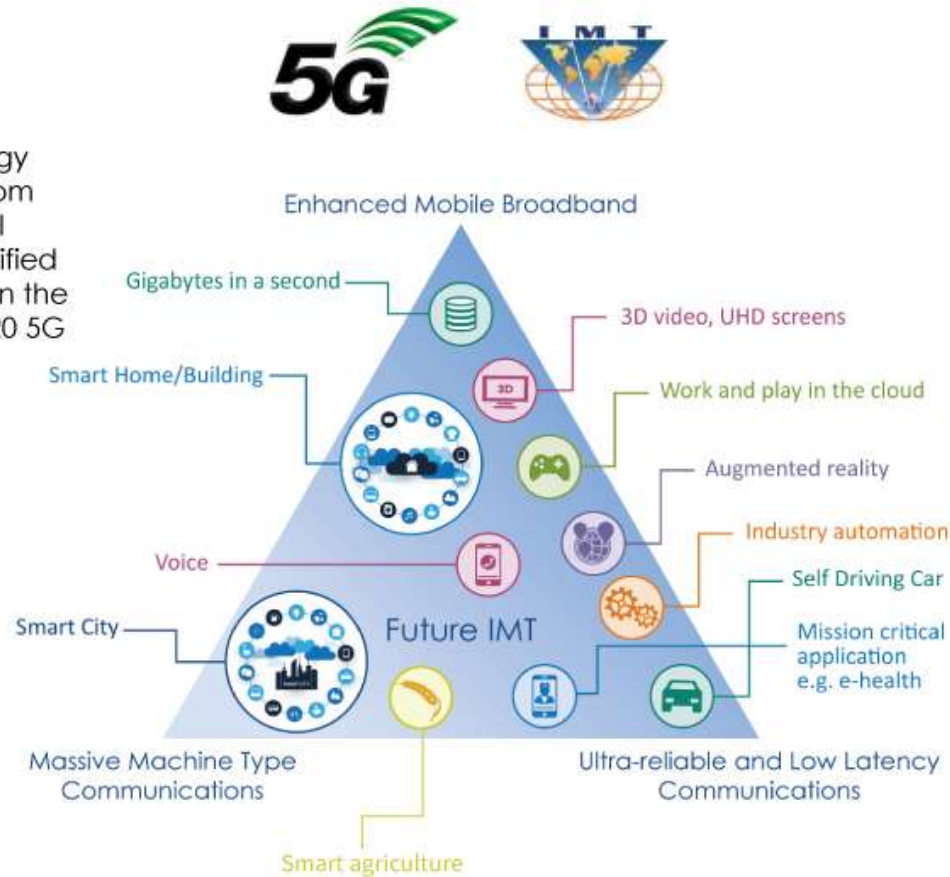 5G
IMT
gy
om
l
ified
n the
20 5G
Enhanced Mobile Broadband
Gigabytes in a second
3D video, UHD screens
Smart Home/Building
3D
Work and play in the cloud
Augmented reality
Industry automation
Voice
Self Driving Car
Smart City
Future IMT
Mission critical
application
e.g. e-health
Massive Machine Type
Communications
Ultra-reliable and Low Latency
Communications
Smart agriculture